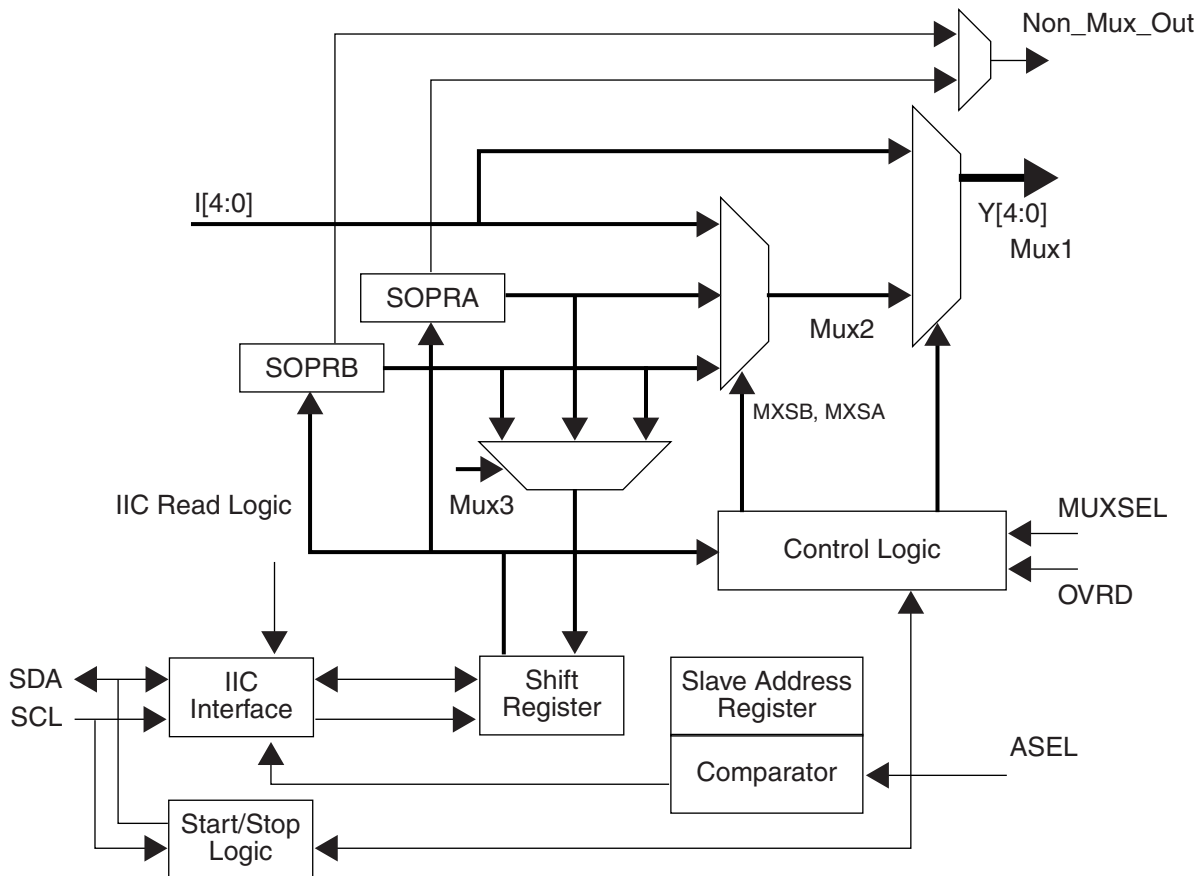 Non_Mux_Out
I[4:0]
Y[4:0]
Mux1
SOPRA
Mux2
SOPRB
MXSB, MXSA
Mux3
IIC Read Logic
MUXSEL
Control Logic
OVRD
SDA
SCL
IIC
Interface
Shift
Register
Slave Address
Register
Comparator
ASEL
Start/Stop
Logic